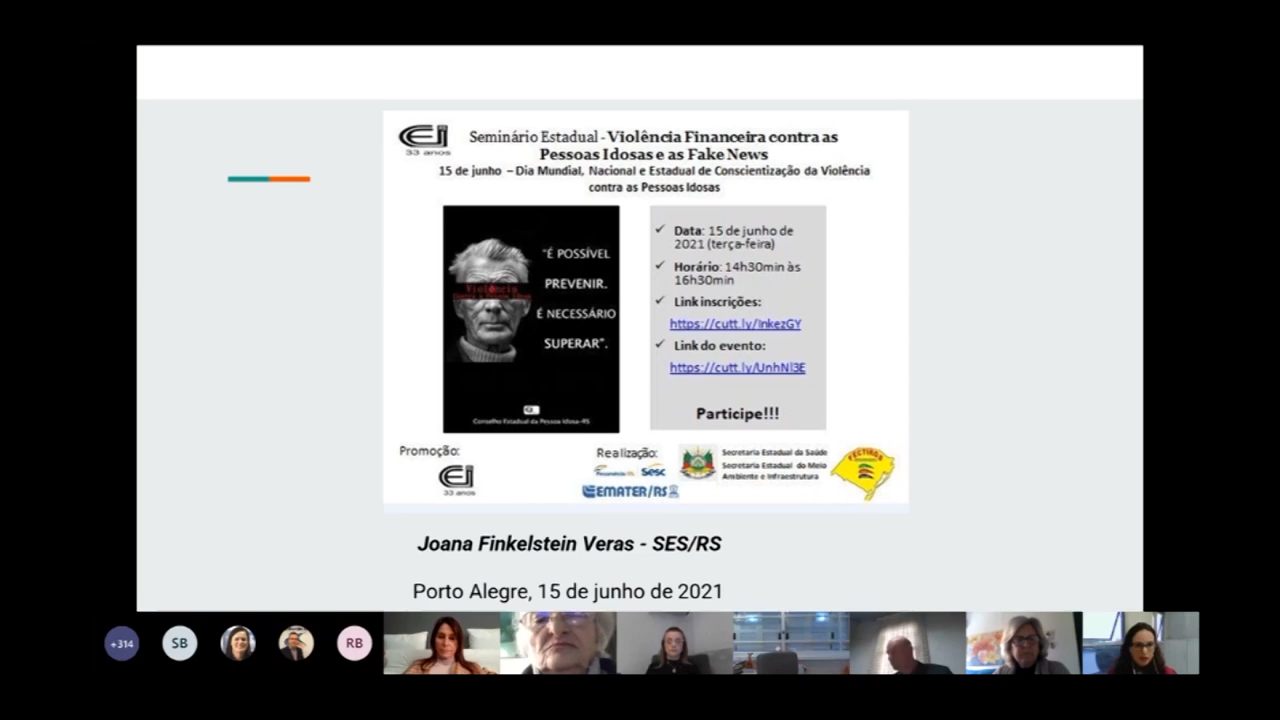 CEI
33 anos
Seminário Estadual - Violência Financeira contra as
Pessoas Idosas e as Fake News
15 de junho – Dia Mundial, Nacional e Estadual de Conscientização da Violência
contra as Pessoas Idosas
"É POSSÍVEL
PREVENIR.
É NECESSÁRIO
SUPERAR".
Violência
Conselho Estadual da Pessoa Idosa-RS
✓ Data: 15 de junho de
2021 (terça-feira)
✓ Horário: 14h30min às
16h30min
✓ Link inscrições:
https://cutt.ly/InkezGY
✓ Link do evento:
https://cutt.ly/UnhNl3E
Participe!!!
Promoção:
CEI
33 anos
Realização:
Sesc
EMATER/RS
Secretaria Estadual da Saúde
Secretaria Estadual do Meio
Ambiente e Infraestrutura
Joana Finkelstein Veras - SES/RS
Porto Alegre, 15 de junho de 2021
+314
SB
RB